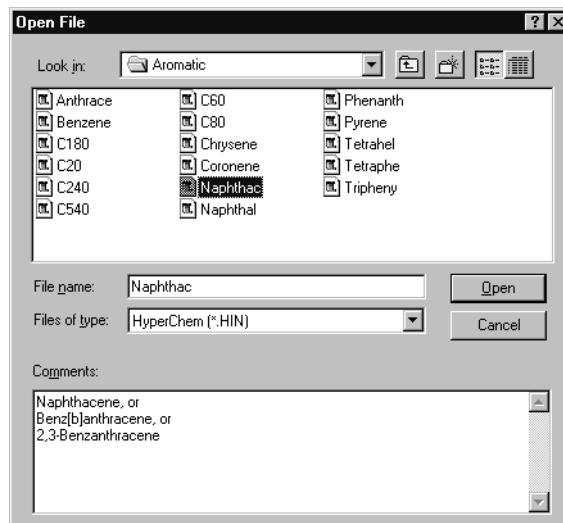 Open File
Look in: Aromatic
Anthrace C60 Phenanth
Benzene C80 Pyrene
C180 Chrysene Tetrahel
C20 Coronene Tetraphe
C240 Naphthac Tripheny
C540 Naphthal
File name: Naphthac Open
Files of type: HyperChem (*.HIN) Cancel
Comments:
Naphthacene, or
Benz[b]anthracene, or
2,3-Benzanthracene